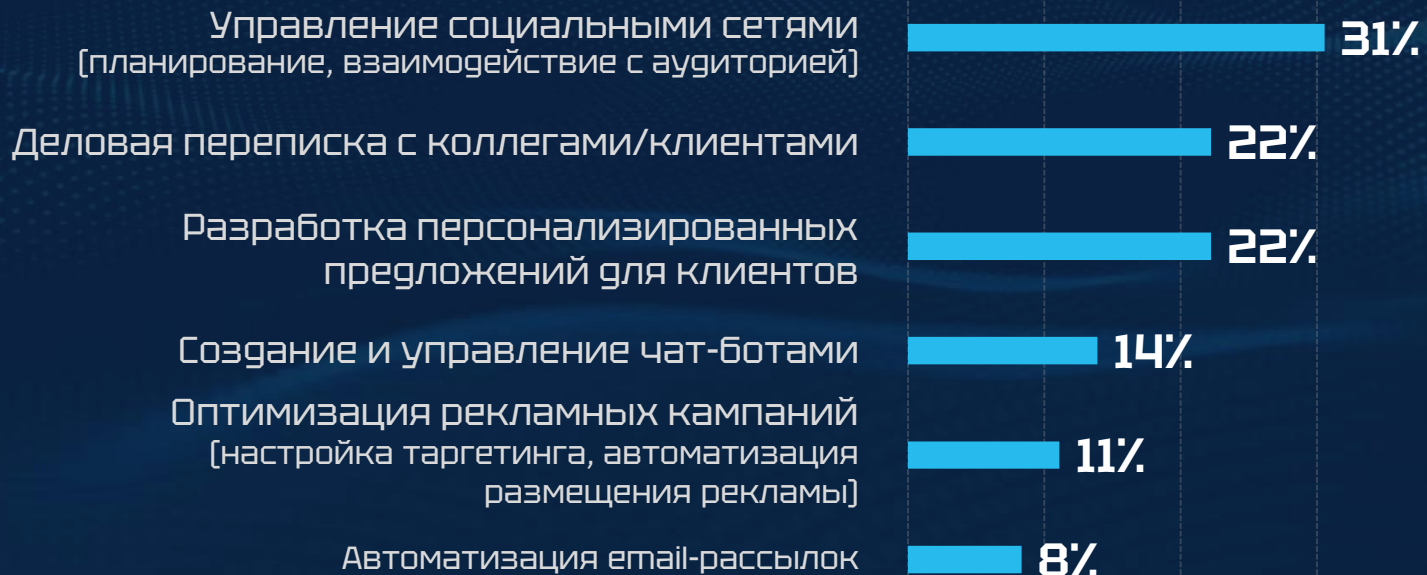 Управление социальными сетями
(планирование, взаимодействие с аудиторией)
31%
Деловая переписка с коллегами/клиентами
22%
Разработка персонализированных
предложений для клиентов
22%
Создание и управление чат-ботами
14%
Оптимизация рекламных кампаний
(настройка таргетинга, автоматизация
размещения рекламы)
11%
Автоматизация email-рассылок
8%